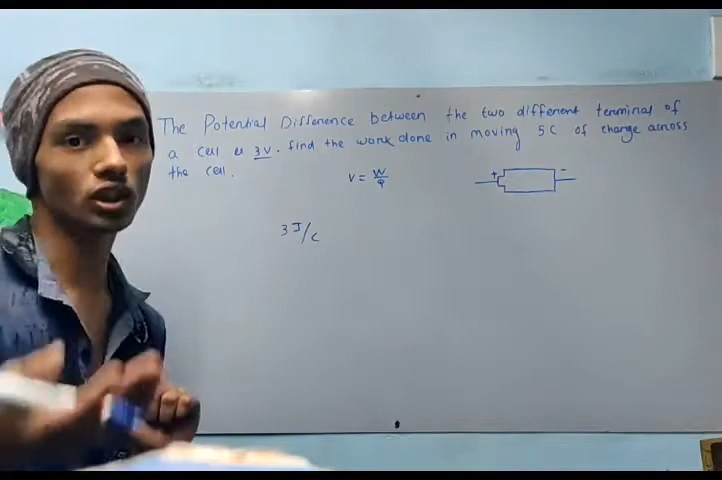 The Potential Difference between the two different terminal of
a cell is 3V. find the work done in moving 5C of charge across
the cell.
V = W/Q
+ -
3 J/C